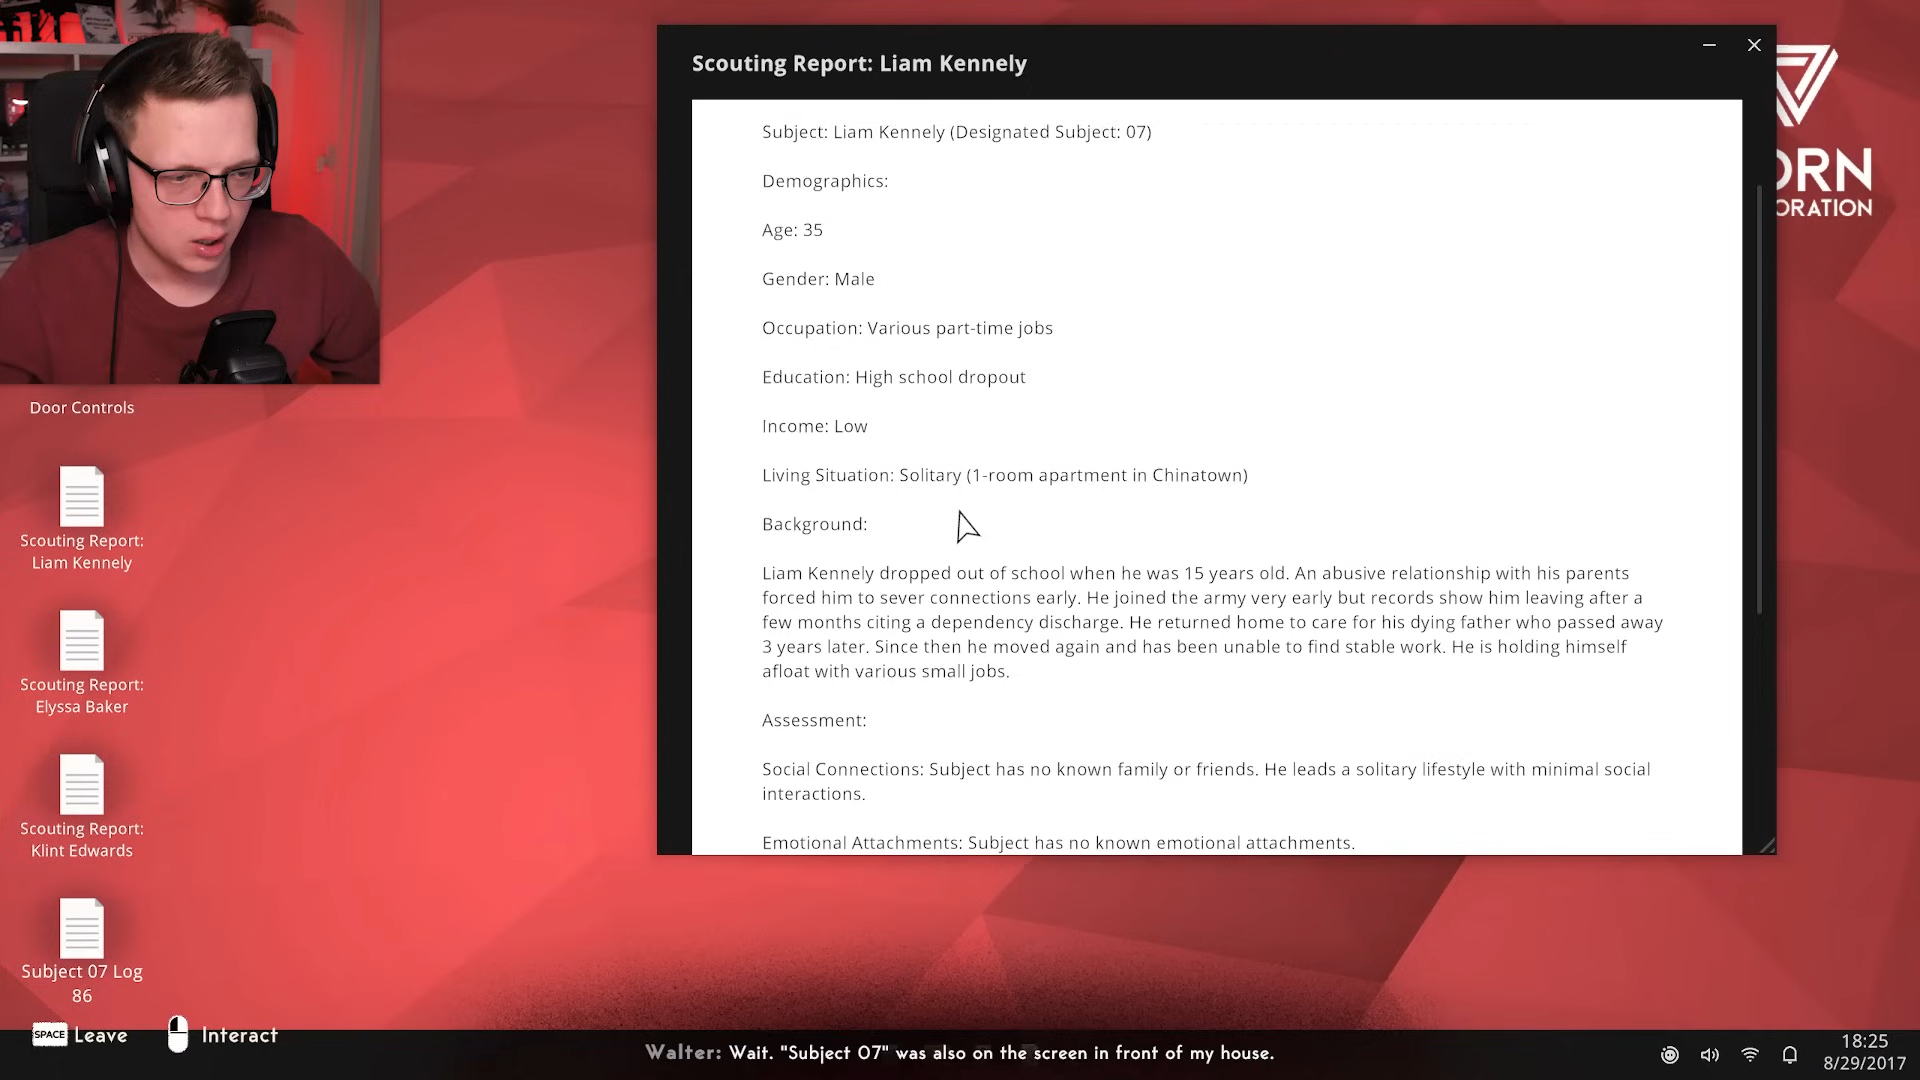 Scouting Report: Liam Kennely
ORN
ORATION
Subject: Liam Kennely (Designated Subject: 07)
Demographics:
Age: 35
Gender: Male
Occupation: Various part-time jobs
Education: High school dropout
Income: Low
Living Situation: Solitary (1-room apartment in Chinatown)
Background:
Liam Kennely dropped out of school when he was 15 years old. An abusive relationship with his parents
forced him to sever connections early. He joined the army very early but records show him leaving after a
few months citing a dependency discharge. He returned home to care for his dying father who passed away
3 years later. Since then he moved again and has been unable to find stable work. He is holding himself
afloat with various small jobs.
Assessment:
Social Connections: Subject has no known family or friends. He leads a solitary lifestyle with minimal social
interactions.
Emotional Attachments: Subject has no known emotional attachments.
Door Controls
Scouting Report:
Liam Kennely
Scouting Report:
Elyssa Baker
Scouting Report:
Klint Edwards
Subject 07 Log
86
SPACE Leave
Interact
Walter: Wait. "Subject 07" was also on the screen in front of my house.
18:25
8/29/2017